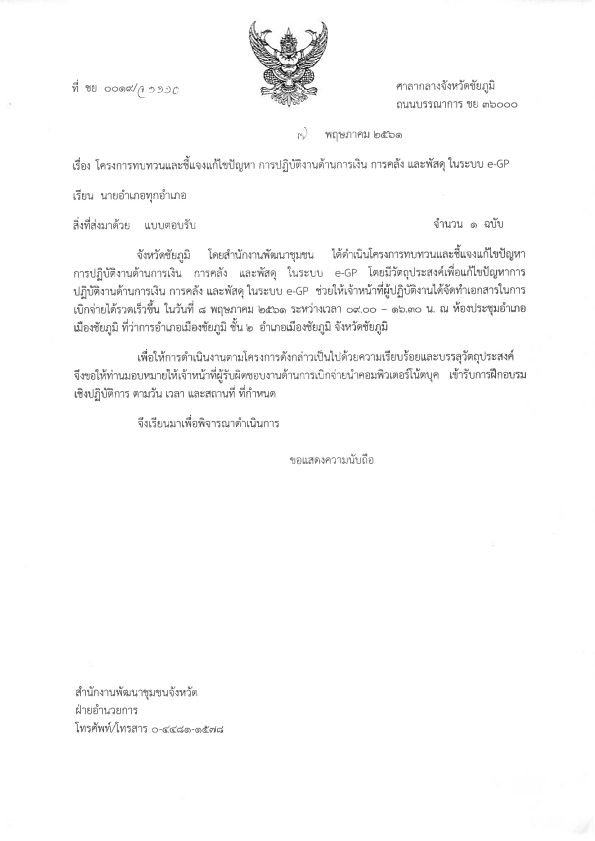 ที่ ชย ๐๐๑๙/
ศาลากลางจังหวัดชัยภูมิ
ถนนบรรณาการ ชย ๓๖๐๐๐
พฤษภาคม ๒๕๖๑
เรื่อง โครงการทบทวนและชี้แจงแก้ไขปัญหา การปฏิบัติงานด้านการเงิน การคลัง และพัสดุ ในระบบ e-GP
เรียน นายอำเภอทุกอำเภอ
สิ่งที่ส่งมาด้วย แบบตอบรับ จำนวน ๑ ฉบับ
จังหวัดชัยภูมิ โดยสำนักงานพัฒนาชุมชน ได้ดำเนินโครงการทบทวนและชี้แจงแก้ไขปัญหา
การปฏิบัติงานด้านการเงิน การคลัง และพัสดุ ในระบบ e-GP โดยมีวัตถุประสงค์เพื่อแก้ไขปัญหาการ
ปฏิบัติงานด้านการเงิน การคลัง และพัสดุ ในระบบ e-GP ช่วยให้เจ้าหน้าที่ผู้ปฏิบัติงานได้จัดทำเอกสารในการ
เบิกจ่ายได้รวดเร็วขึ้น ในวันที่ ๘ พฤษภาคม ๒๕๖๑ ระหว่างเวลา ๐๙.๐๐ – ๑๖.๓๐ น. ณ ห้องประชุมอำเภอ
เมืองชัยภูมิ ที่ว่าการอำเภอเมืองชัยภูมิ ชั้น ๒ อำเภอเมืองชัยภูมิ จังหวัดชัยภูมิ
เพื่อให้การดำเนินงานตามโครงการดังกล่าวเป็นไปด้วยความเรียบร้อยและบรรลุวัตถุประสงค์
จึงขอให้ท่านมอบหมายให้เจ้าหน้าที่ผู้รับผิดชอบงานด้านการเบิกจ่ายนำคอมพิวเตอร์โน้ตบุค เข้ารับการฝึกอบรม
เชิงปฏิบัติการ ตามวัน เวลา และสถานที่ ที่กำหนด
จึงเรียนมาเพื่อพิจารณาดำเนินการ
ขอแสดงความนับถือ
สำนักงานพัฒนาชุมชนจังหวัด
ฝ่ายอำนวยการ
โทรศัพท์/โทรสาร ๐-๔๔๘๑-๑๕๗๘